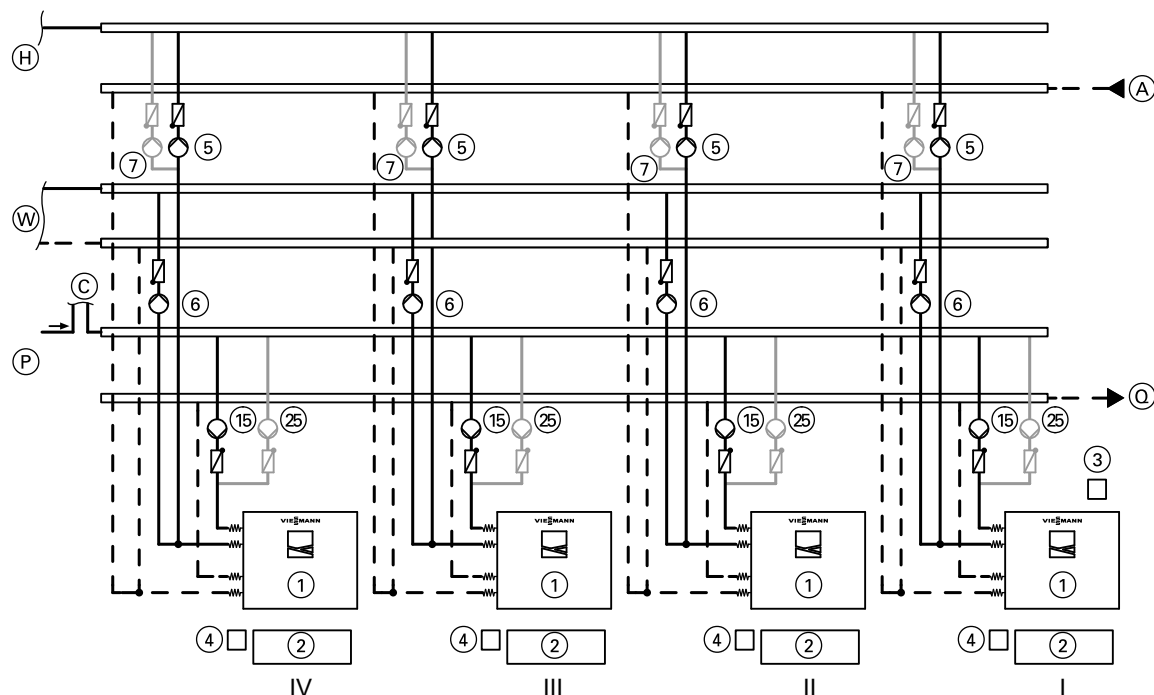 H
A
7 5 7 5 7 5 7 5
W
C
6 6 6 6
P
Q
15 25 15 25 15 25 15 25
3
VIESMANN VIESMANN VIESMANN VIESMANN
1 1 1 1
4 2 4 2 4 2 4 2
IV III II I